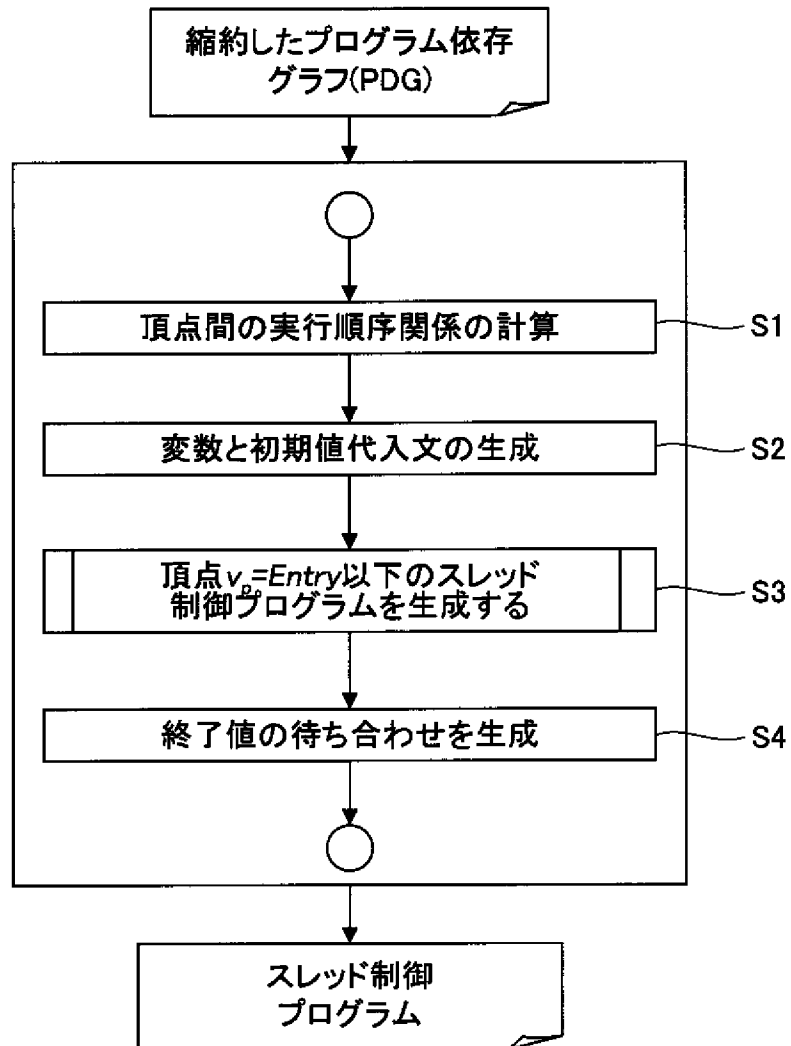 縮約したプログラム依存
グラフ(PDG)
頂点間の実行順序関係の計算
S1
変数と初期値代入文の生成
S2
頂点vp=Entry以下のスレッド
制御プログラムを生成する
S3
終了値の待ち合わせを生成
S4
スレッド制御
プログラム